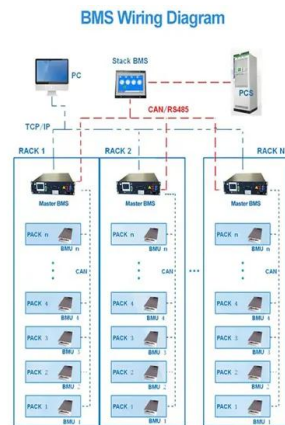 BMS Wiring Diagram
Stack BMS
PC
PCS
CAN/RS485
TCP/IP
RACK 1
RACK 2
RACK N
Master BMS
Master BMS
Master BMS
PACK n
PACK n
PACK n
BMU n
BMU n
BMU n
CAN
CAN
CAN
PACK 4
PACK 4
PACK 4
BMU 4
BMU 4
BMU 4
PACK 3
PACK 3
PACK 3
BMU 3
BMU 3
BMU 3
PACK 2
PACK 2
PACK 2
BMU 2
BMU 2
BMU 2
PACK 1
PACK 1
PACK 1
BMU 1
BMU 1
BMU 1